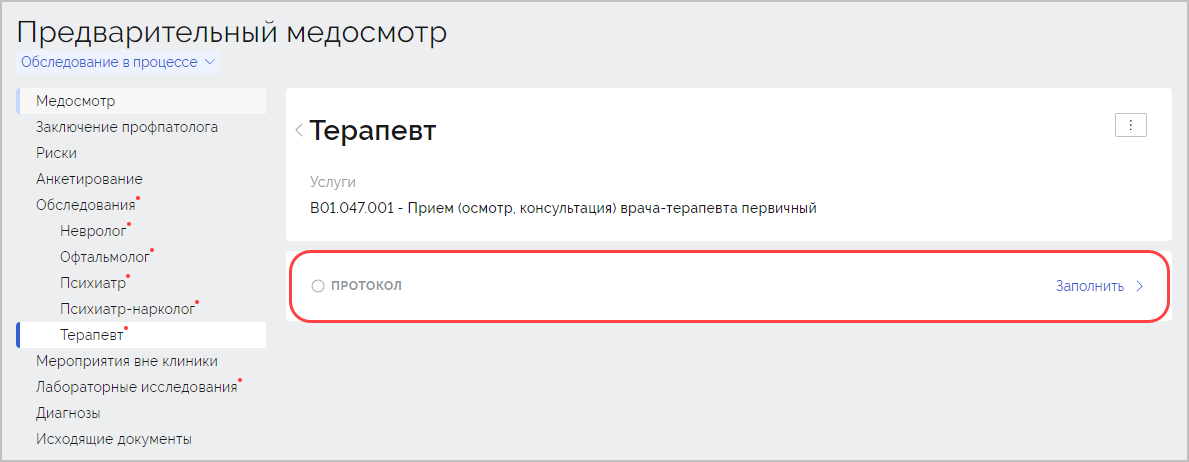 Предварительный медосмотр
Обследование в процессе
Медосмотр
Заключение профпатолога
Риски
Анкетирование
Обследования
Невролог
Офтальмолог
Психиатр
Психиатр-нарколог
Терапевт
Мероприятия вне клиники
Лабораторные исследования
Диагнозы
Исходящие документы
Терапевт
Услуги
B01.047.001 - Прием (осмотр, консультация) врача-терапевта первичный
ПРОТОКОЛ
Заполнить